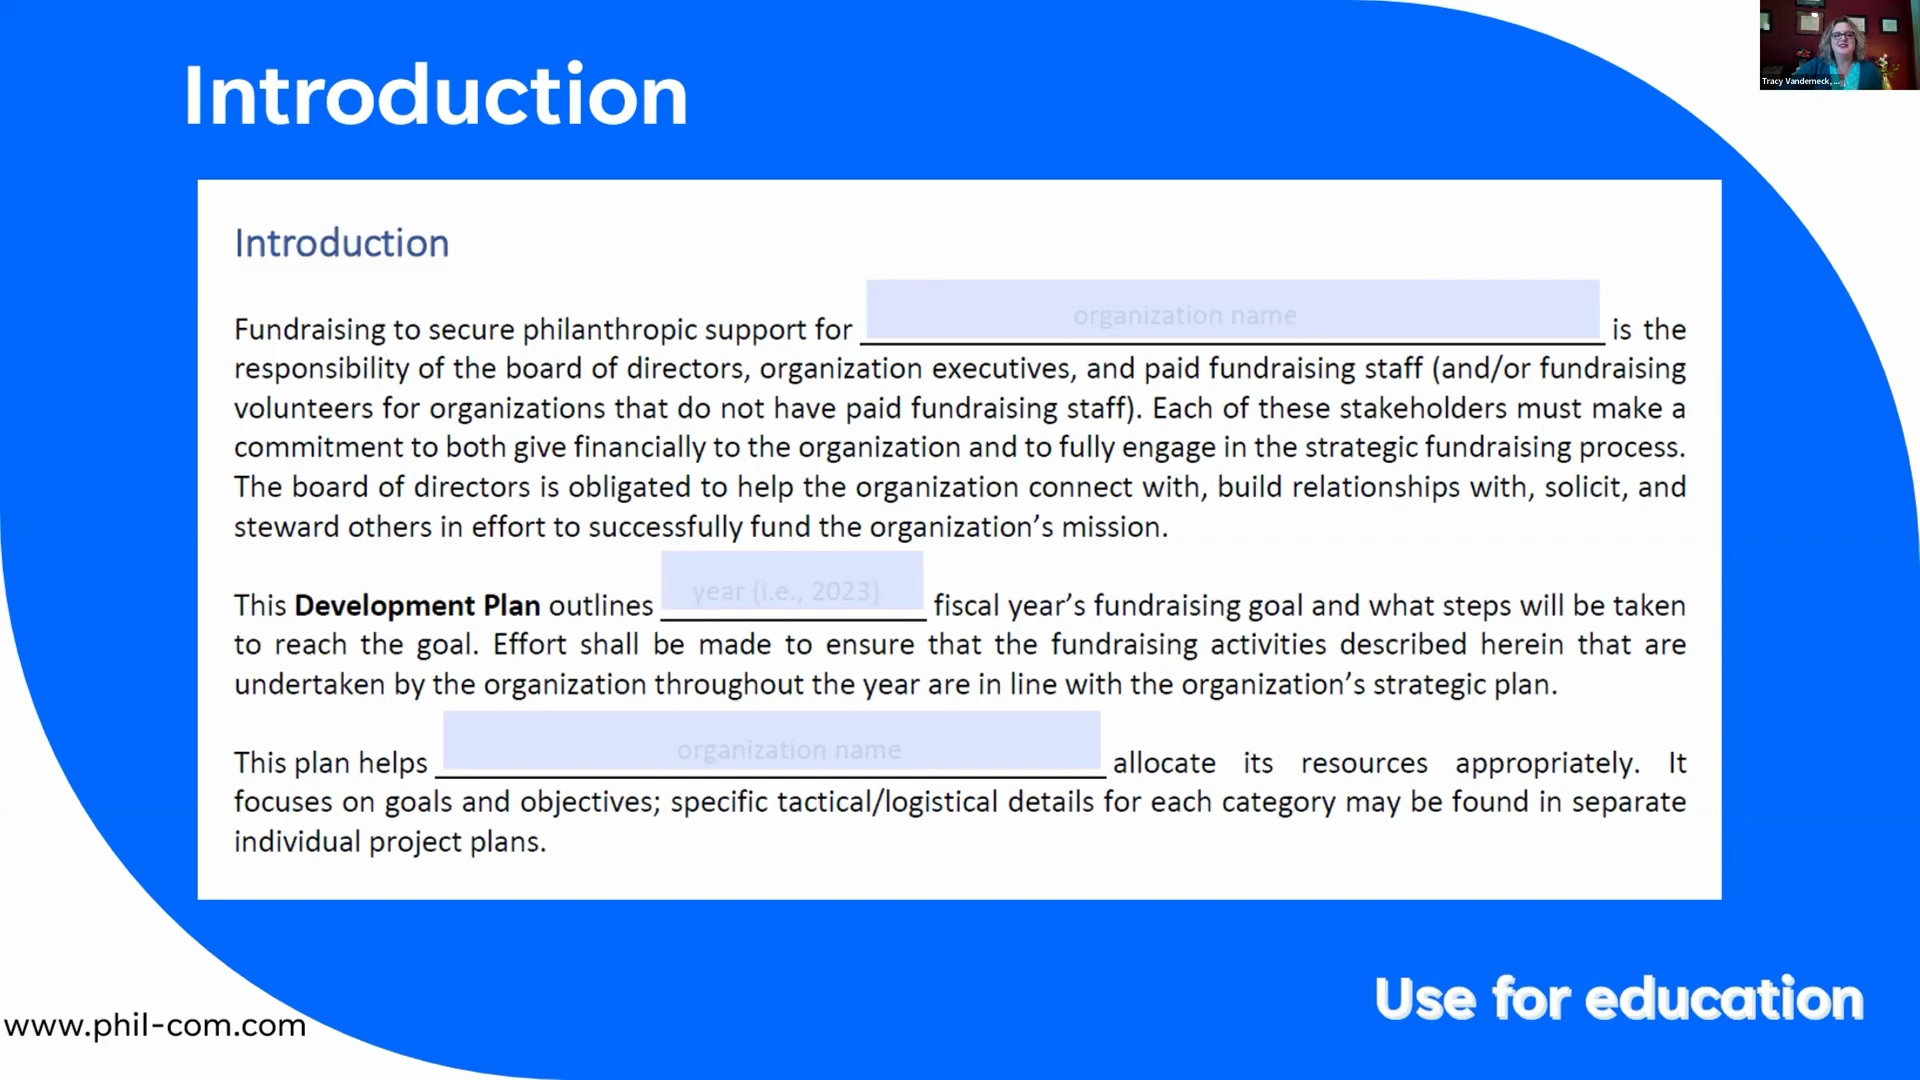 Introduction
Tracy Vanderneck, ...
Introduction
Fundraising to secure philanthropic support for organization name is the
responsibility of the board of directors, organization executives, and paid fundraising staff (and/or fundraising
volunteers for organizations that do not have paid fundraising staff). Each of these stakeholders must make a
commitment to both give financially to the organization and to fully engage in the strategic fundraising process.
The board of directors is obligated to help the organization connect with, build relationships with, solicit, and
steward others in effort to successfully fund the organization’s mission.
This Development Plan outlines year (i.e., 2023) fiscal year’s fundraising goal and what steps will be taken
to reach the goal. Effort shall be made to ensure that the fundraising activities described herein that are
undertaken by the organization throughout the year are in line with the organization’s strategic plan.
This plan helps organization name allocate its resources appropriately. It
focuses on goals and objectives; specific tactical/logistical details for each category may be found in separate
individual project plans.
Use for education
www.phil-com.com